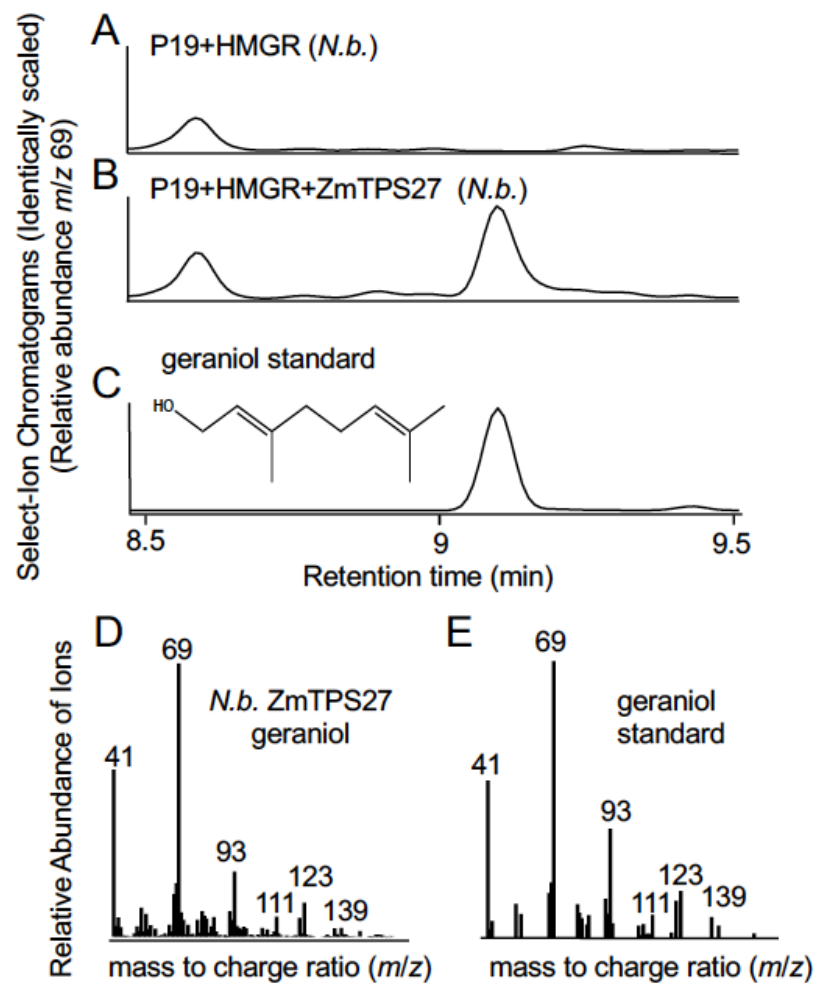 Select-Ion Chromatograms (Identically scaled)
(Relative abundance m/z 69)
A
P19+HMGR (N.b.)
B
P19+HMGR+ZmTPS27 (N.b.)
C
geraniol standard
HO
8.5 9 9.5
Retention time (min)
Relative Abundance of Ions
D
69
N.b. ZmTPS27
geraniol
41
93
123
111
139
mass to charge ratio (m/z)
E
69
geraniol
standard
41
93
123
111
139
mass to charge ratio (m/z)